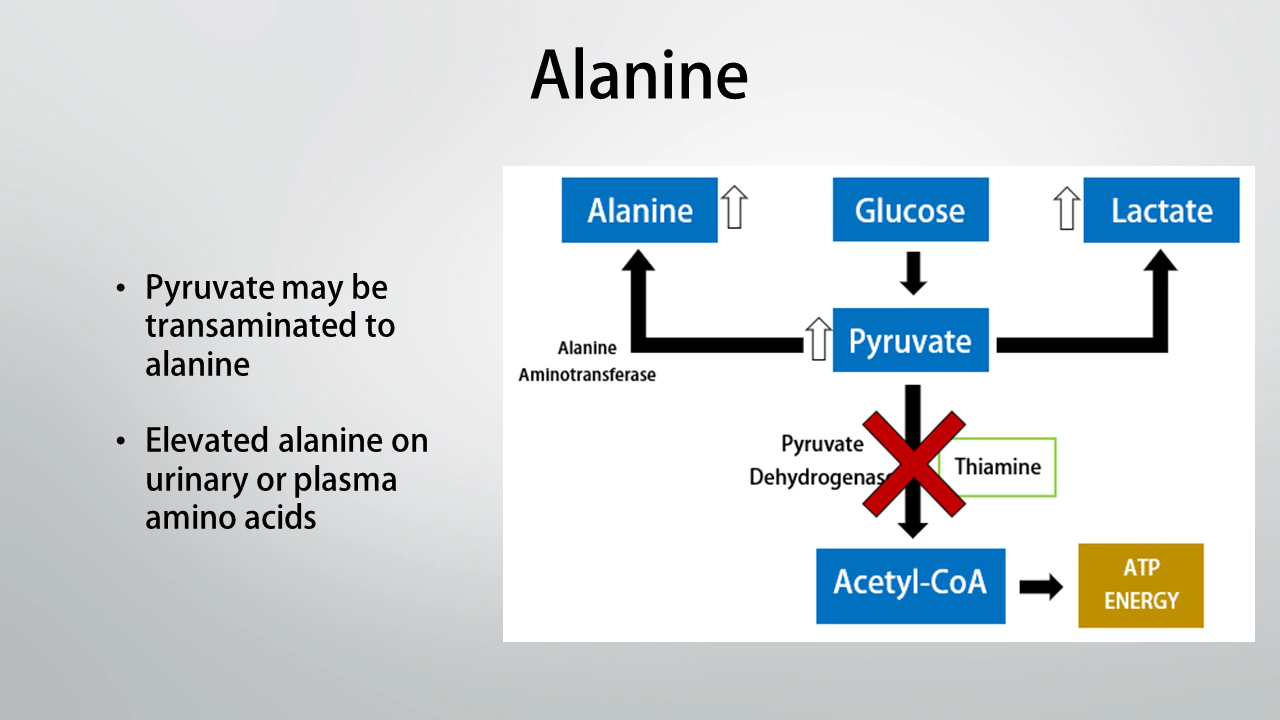 Alanine
• Pyruvate may be
transaminated to
alanine
• Elevated alanine on
urinary or plasma
amino acids
Alanine
Glucose
Lactate
Alanine
Aminotransferase
Pyruvate
Pyruvate
Dehydrogenase
Thiamine
Acetyl-CoA
ATP
ENERGY